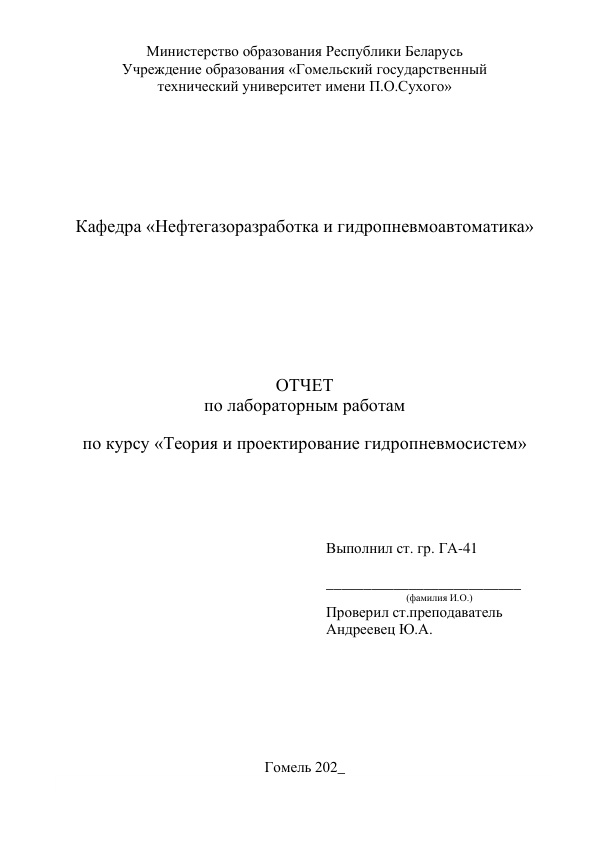 Министерство образования Республики Беларусь
Учреждение образования «Гомельский государственный
технический университет имени П.О.Сухого»
Кафедра «Нефтегазоразработка и гидропневмоавтоматика»
ОТЧЕТ
по лабораторным работам
по курсу «Теория и проектирование гидропневмосистем»
Выполнил ст. гр. ГА-41
__________________________
(фамилия И.О.)
Проверил ст.преподаватель
Андреевец Ю.А.
Гомель 202_